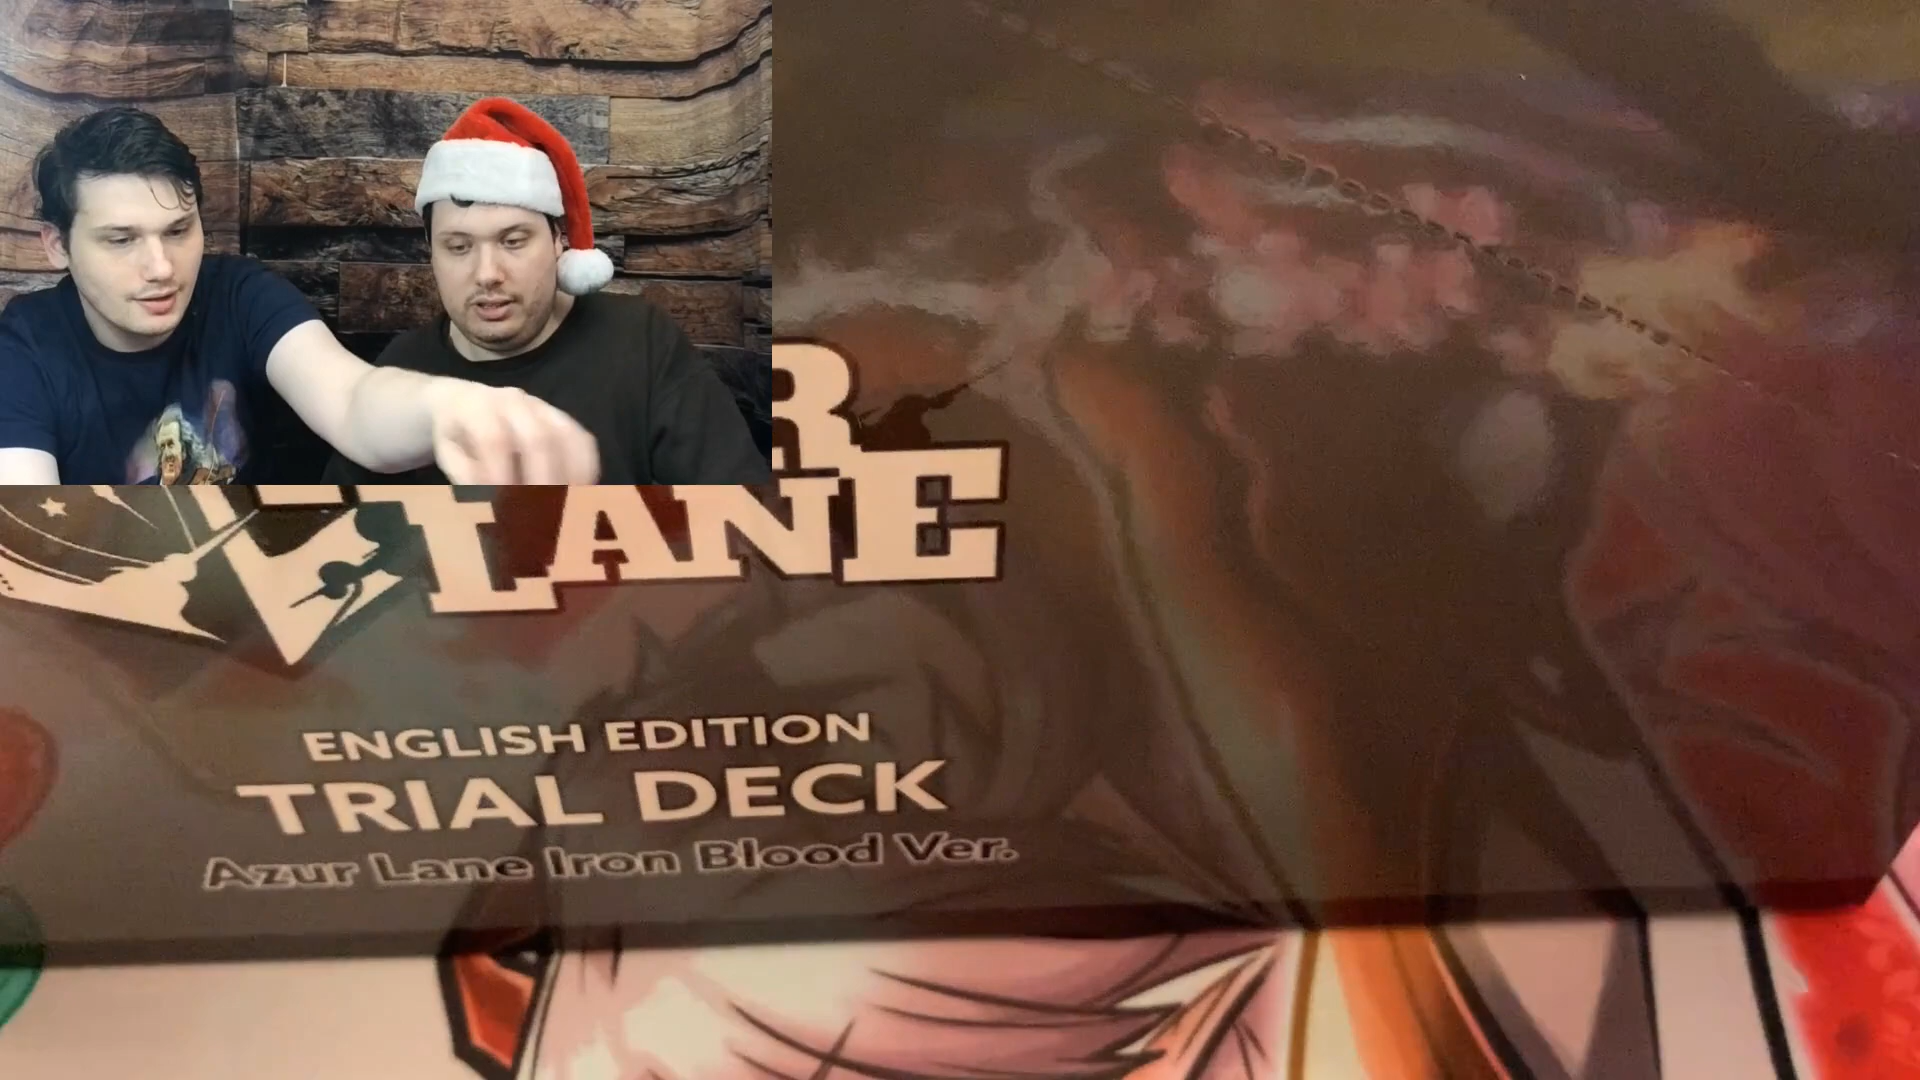 R
LANE
ENGLISH EDITION
TRIAL DECK
Azur Lane Iron Blood Ver.